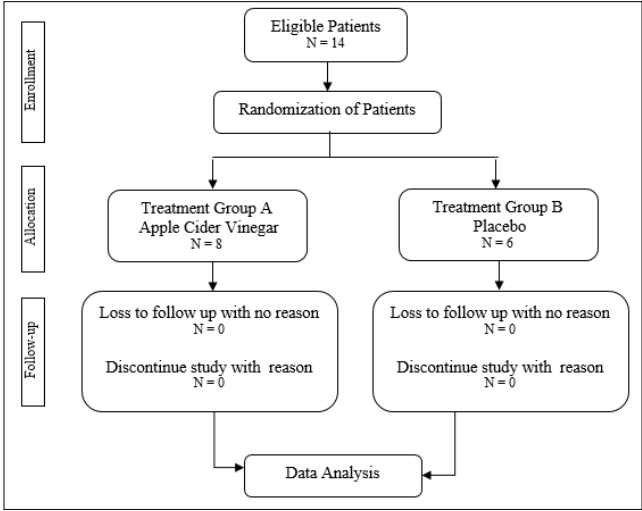 Enrollment
Eligible Patients
N = 14
Randomization of Patients
Allocation
Treatment Group A
Apple Cider Vinegar
N = 8
Treatment Group B
Placebo
N = 6
Follow-up
Loss to follow up with no reason
N = 0
Discontinue study with reason
N = 0
Loss to follow up with no reason
N = 0
Discontinue study with reason
N = 0
Data Analysis